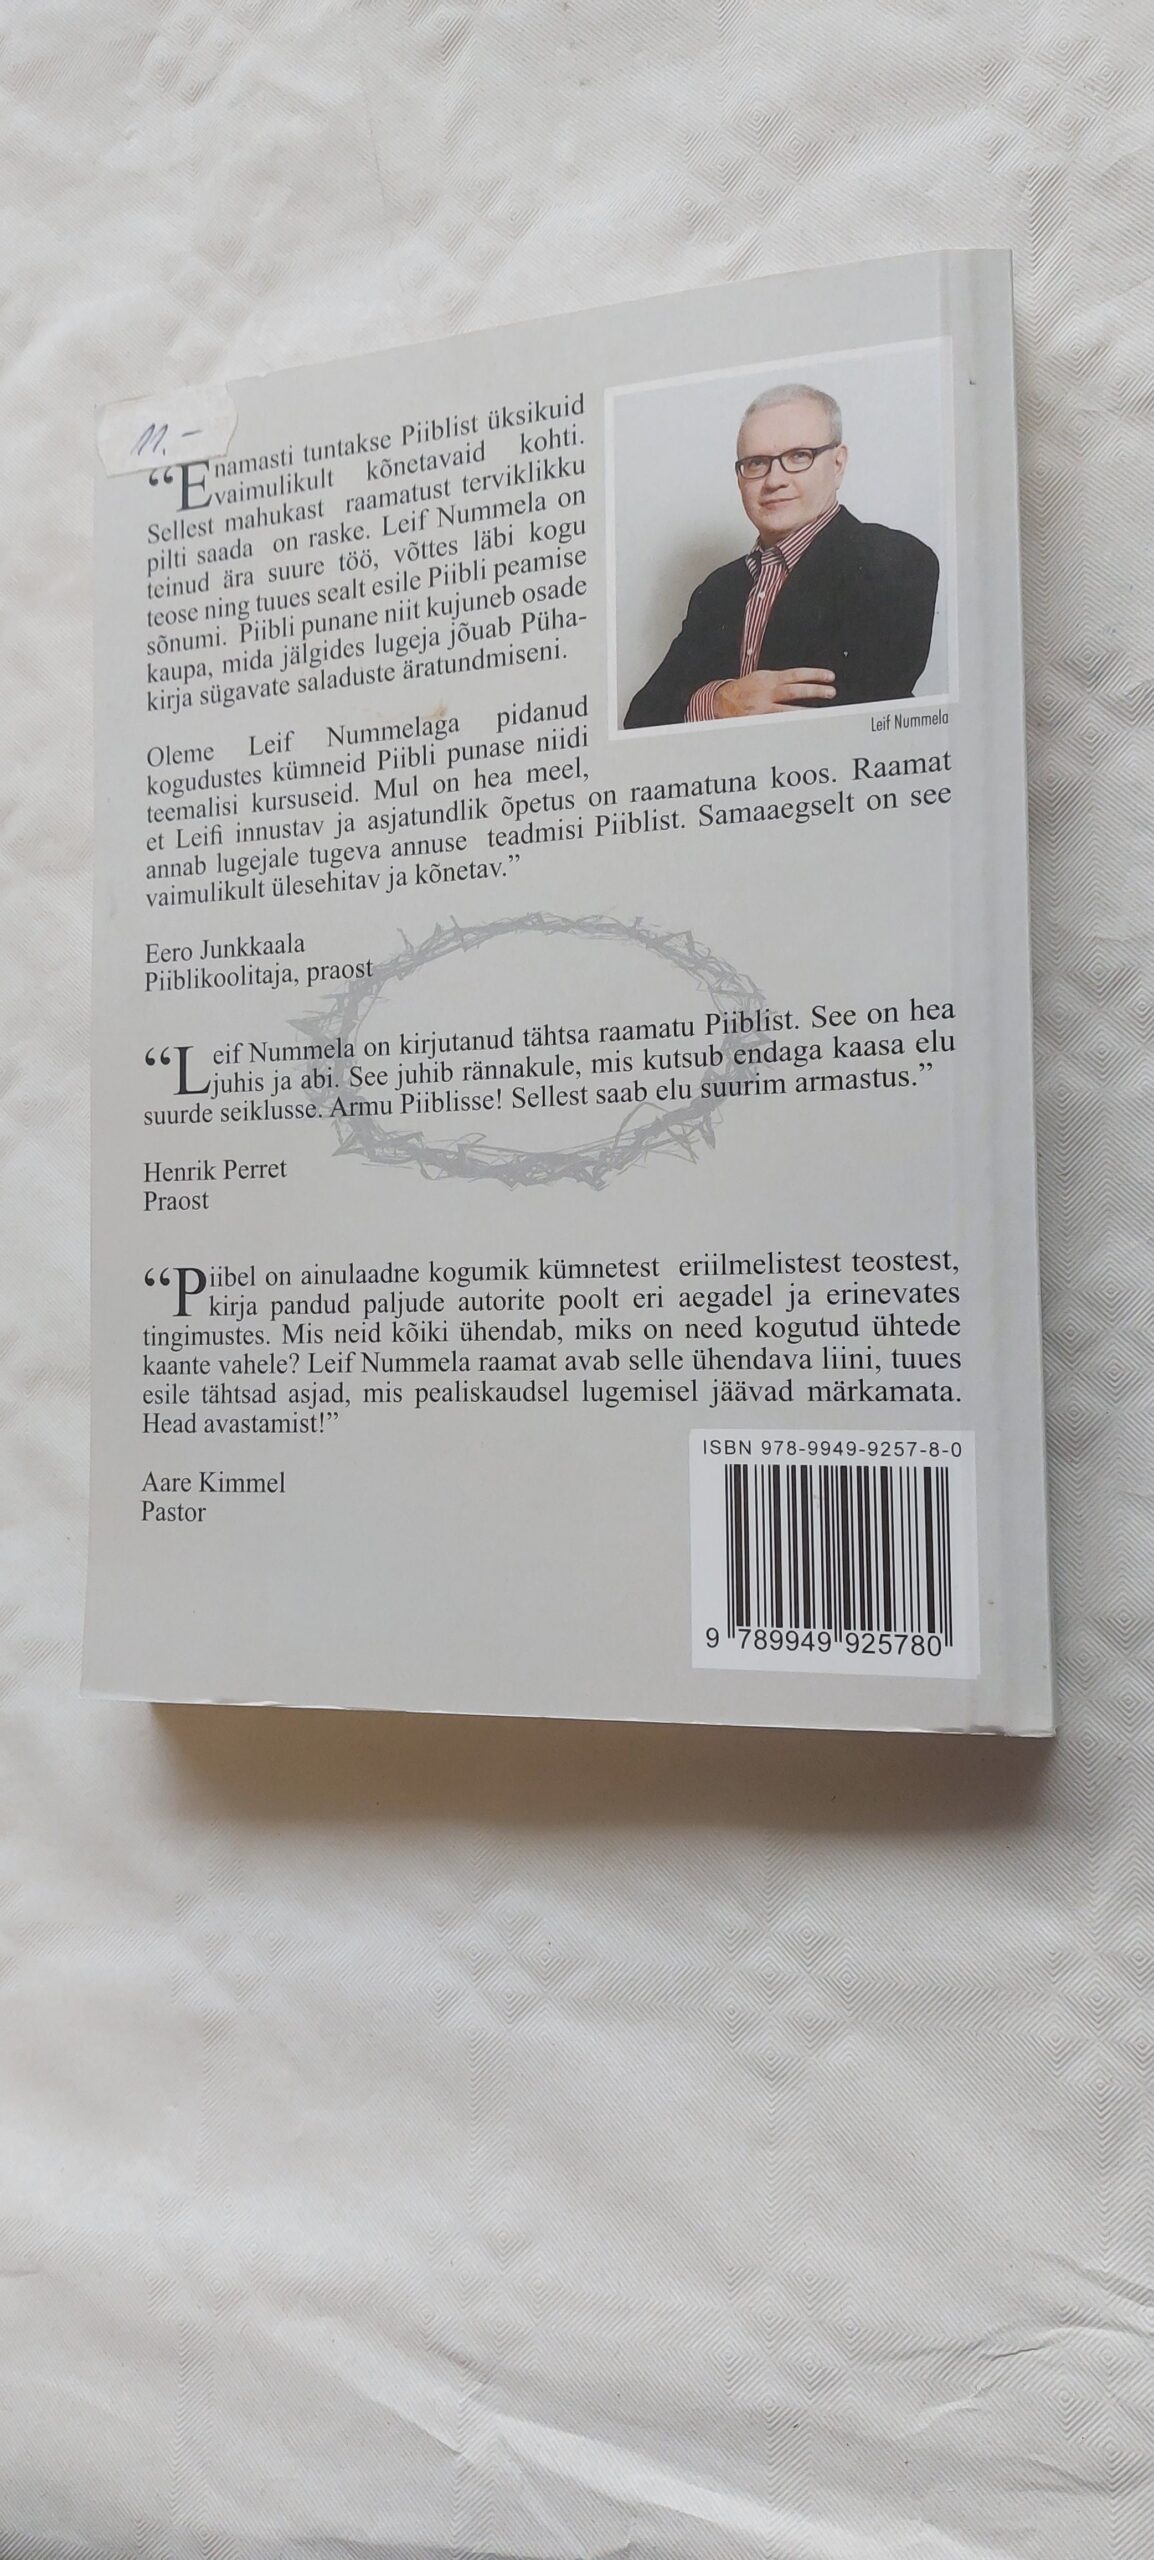 11.-
“Enamasti tuntakse Piiblist üksikuid
vaimulikult kõnetavaid kohti.
Sellest mahukast raamatust terviklikku
pilti saada on raske. Leif Nummela on
teinud ära suure töö, võttes läbi kogu
teose ning tuues sealt esile Piibli peamise
sõnumi. Piibli punane niit kujuneb osade
kaupa, mida jälgides lugeja jõuab Püha-
kirja sügavate saladuste äratundmiseni.
Leif Nummela
Oleme Leif Nummelaga pidanud
kogudustes kümneid Piibli punase niidi
teemalisi kursuseid. Mul on hea meel,
et Leifi innustav ja asjatundlik õpetus on raamatuna koos. Raamat
annab lugejale tugeva annuse teadmisi Piiblist. Samaaegselt on see
vaimulikult ülesehitav ja kõnetav.”
Eero Junkkaala
Piiblikoolitaja, praost
“Leif Nummela on kirjutanud tähtsa raamatu Piiblist. See on hea
juhis ja abi. See juhib rännakule, mis kutsub endaga kaasa elu
suurde seiklusse. Armu Piiblisse! Sellest saab elu suurim armastus.”
Henrik Perret
Praost
“Piibel on ainulaadne kogumik kümnetest eriilmelistest teostest,
kirja pandud paljude autorite poolt eri aegadel ja erinevates
tingimustes. Mis neid kõiki ühendab, miks on need kogutud ühtede
kaante vahele? Leif Nummela raamat avab selle ühendava liini, tuues
esile tähtsad asjad, mis pealiskaudsel lugemisel jäävad märkamata.
Head avastamist!”
Aare Kimmel
Pastor
ISBN 978-9949-9257-8-0
9 789949 925780